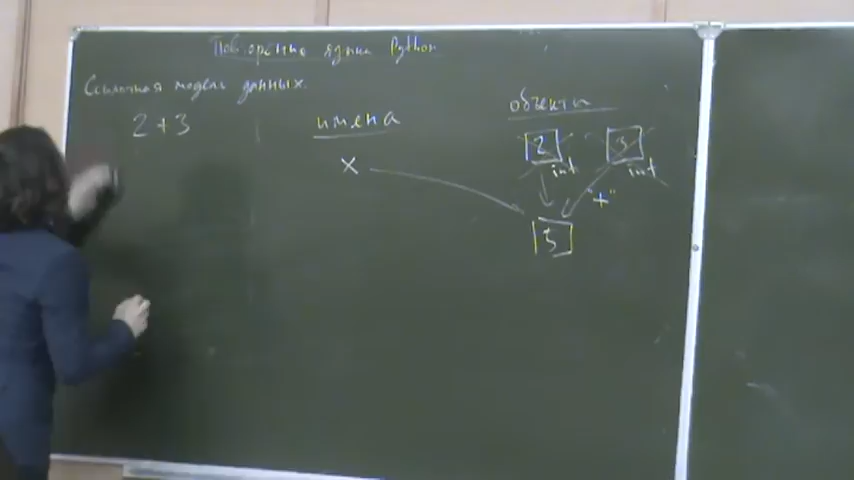 Повторение языка Python
Ссылочная модель данных.
2+3
имена
объекты
x
2
3
int
int
"+"
5